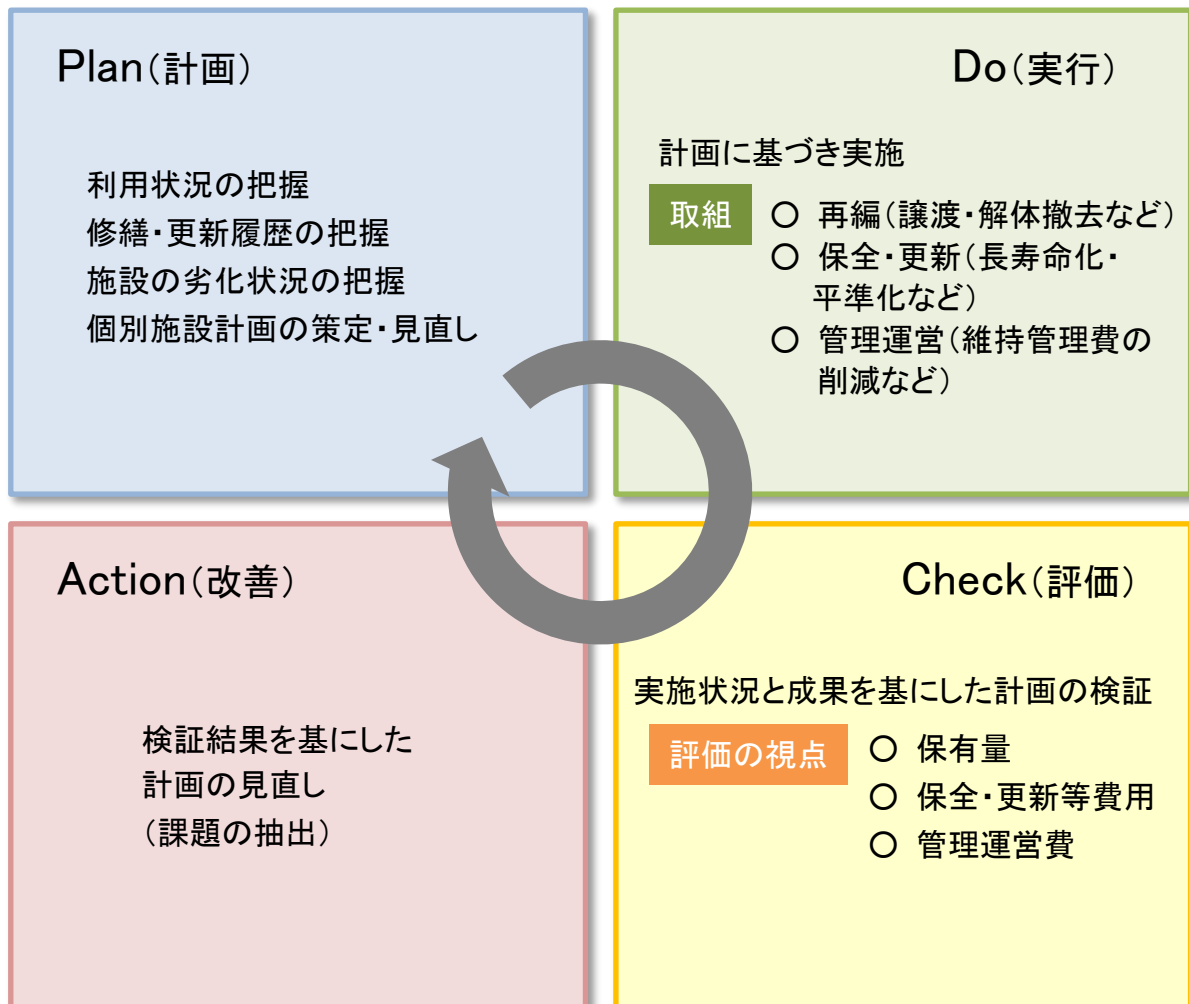 Plan（計画）
利用状況の把握
修繕・更新履歴の把握
施設の劣化状況の把握
個別施設計画の策定・見直し
Do（実行）
計画に基づき実施
取組
○ 再編（譲渡・解体撤去など）
○ 保全・更新（長寿命化・
平準化など）
○ 管理運営（維持管理費の
削減など）
Action（改善）
検証結果を基にした
計画の見直し
（課題の抽出）
Check（評価）
実施状況と成果を基にした計画の検証
評価の視点
○ 保有量
○ 保全・更新等費用
○ 管理運営費